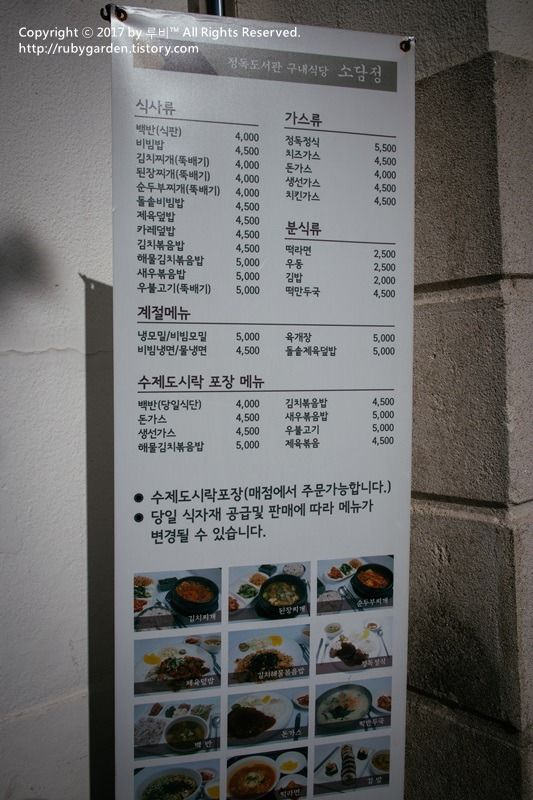 Copyright ⓒ 2017 by 루비™ All Rights Reserved.
http://rubygarden.tistory.com
정독도서관 구내식당 소담정
식사류
백반(식판) 4,000
비빔밥 4,500
김치찌개(뚝배기) 4,000
된장찌개(뚝배기) 4,000
순두부찌개(뚝배기) 4,000
돌솥비빔밥 4,500
제육덮밥 4,500
카레덮밥 4,500
김치볶음밥 4,500
해물김치볶음밥 5,000
새우볶음밥 5,000
우불고기(뚝배기) 5,000
가스류
정독정식 5,500
치즈가스 4,500
돈가스 4,000
생선가스 4,500
치킨가스 4,500
분식류
떡라면 2,500
우동 2,500
김밥 2,000
떡만두국 4,500
계절메뉴
냉모밀/비빔모밀 5,000
비빔냉면/물냉면 4,500
육개장 5,000
돌솥제육덮밥 5,000
수제도시락 포장 메뉴
백반(당일식단) 4,000
돈가스 4,500
생선가스 4,500
해물김치볶음밥 5,000
김치볶음밥 4,500
새우볶음밥 5,000
우불고기 5,000
제육볶음 4,500
● 수제도시락포장(매점에서 주문가능합니다.)
● 당일 식자재 공급및 판매에 따라 메뉴가
변경될 수 있습니다.
김치찌개
된장찌개
순두부찌개
제육덮밥
김치해물볶음밥
정독정식
백반
돈가스
떡만두국
떡라면
김밥